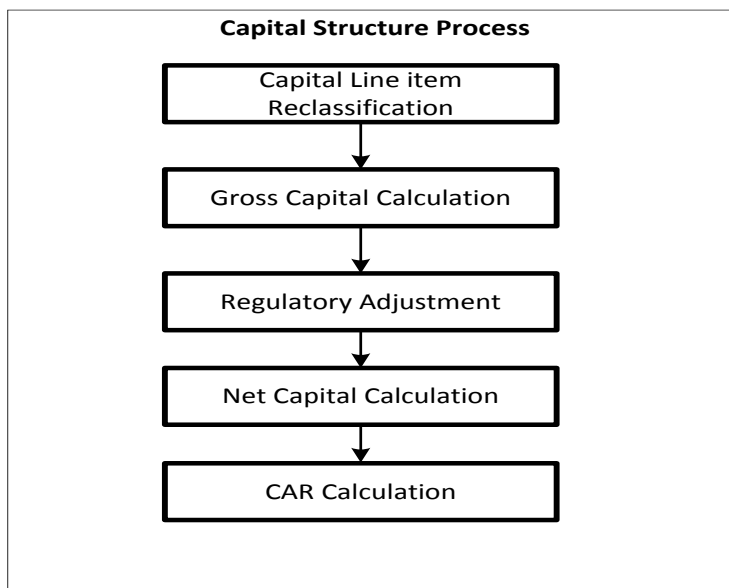 Capital Structure Process
Capital Line item
Reclassification
Gross Capital Calculation
Regulatory Adjustment
Net Capital Calculation
CAR Calculation